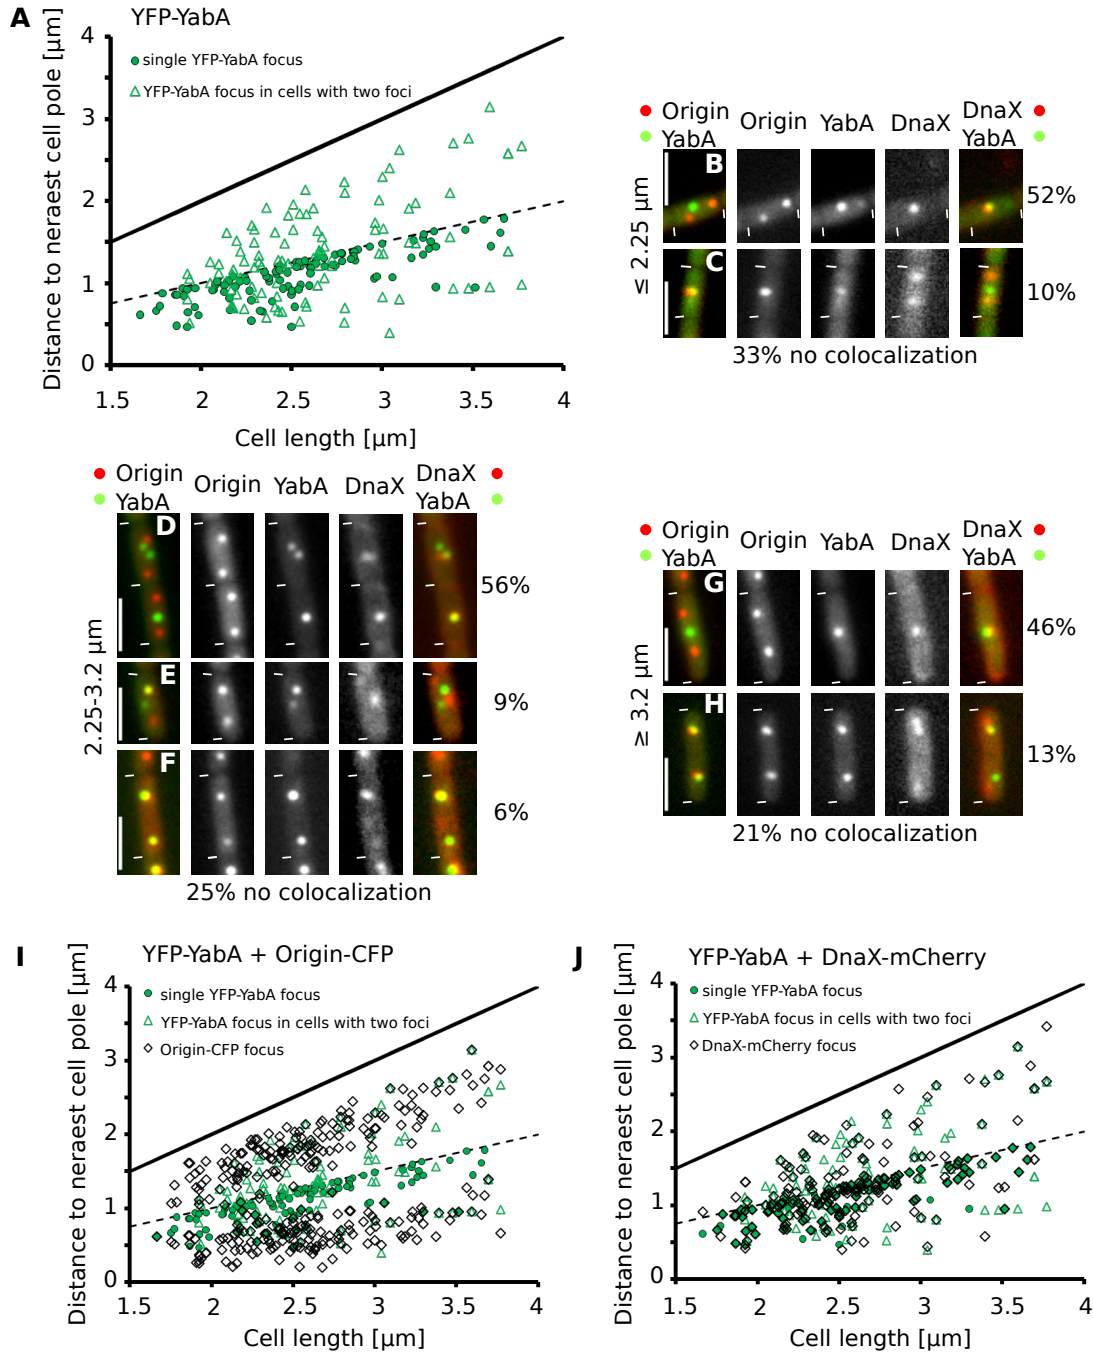 A
YFP-YabA
Distance to neraest cell pole [µm]
4
3
2
1
0
single YFP-YabA focus
YFP-YabA focus in cells with two foci
1.5 2 2.5 3 3.5 4
Cell length [µm]
Origin
YabA
Origin YabA DnaX
DnaX
YabA
≤ 2.25 µm
B
52%
C
10%
33% no colocalization
Origin
YabA
Origin YabA DnaX
DnaX
YabA
2.25-3.2 µm
D
56%
E
9%
F
6%
25% no colocalization
Origin
YabA
Origin YabA DnaX
DnaX
YabA
≥ 3.2 µm
G
46%
H
13%
21% no colocalization
I
YFP-YabA + Origin-CFP
Distance to neraest cell pole [µm]
4
3
2
1
0
single YFP-YabA focus
YFP-YabA focus in cells with two foci
Origin-CFP focus
1.5 2 2.5 3 3.5 4
Cell length [µm]
J
YFP-YabA + DnaX-mCherry
Distance to neraest cell pole [µm]
4
3
2
1
0
single YFP-YabA focus
YFP-YabA focus in cells with two foci
DnaX-mCherry focus
1.5 2 2.5 3 3.5 4
Cell length [µm]